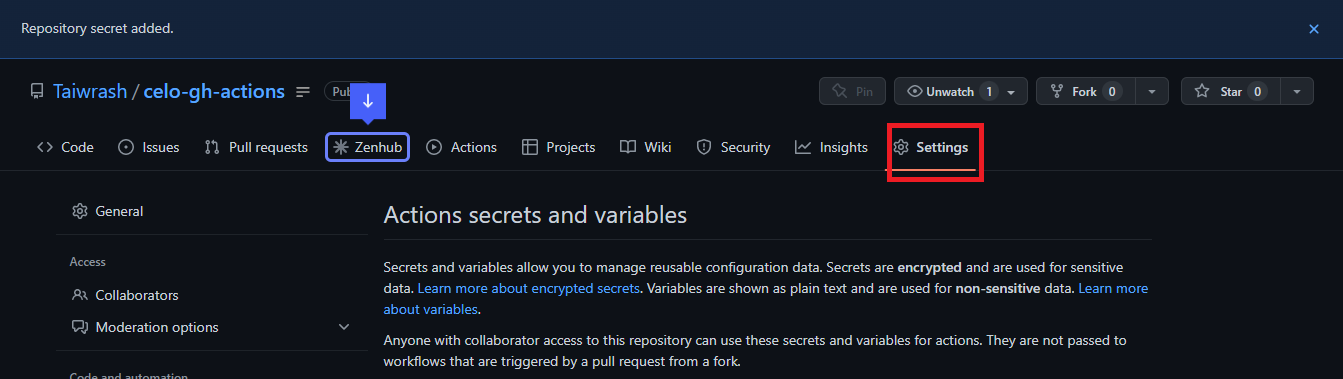 Repository secret added.
Taiwrash / celo-gh-actions
Pin
Unwatch 1
Fork 0
Star 0
Code
Issues
Pull requests
Zenhub
Actions
Projects
Wiki
Security
Insights
Settings
General
Access
Collaborators
Moderation options
Code and automation
Actions secrets and variables
Secrets and variables allow you to manage reusable configuration data. Secrets are encrypted and are used for sensitive
data. Learn more about encrypted secrets. Variables are shown as plain text and are used for non-sensitive data. Learn more
about variables.
Anyone with collaborator access to this repository can use these secrets and variables for actions. They are not passed to
workflows that are triggered by a pull request from a fork.